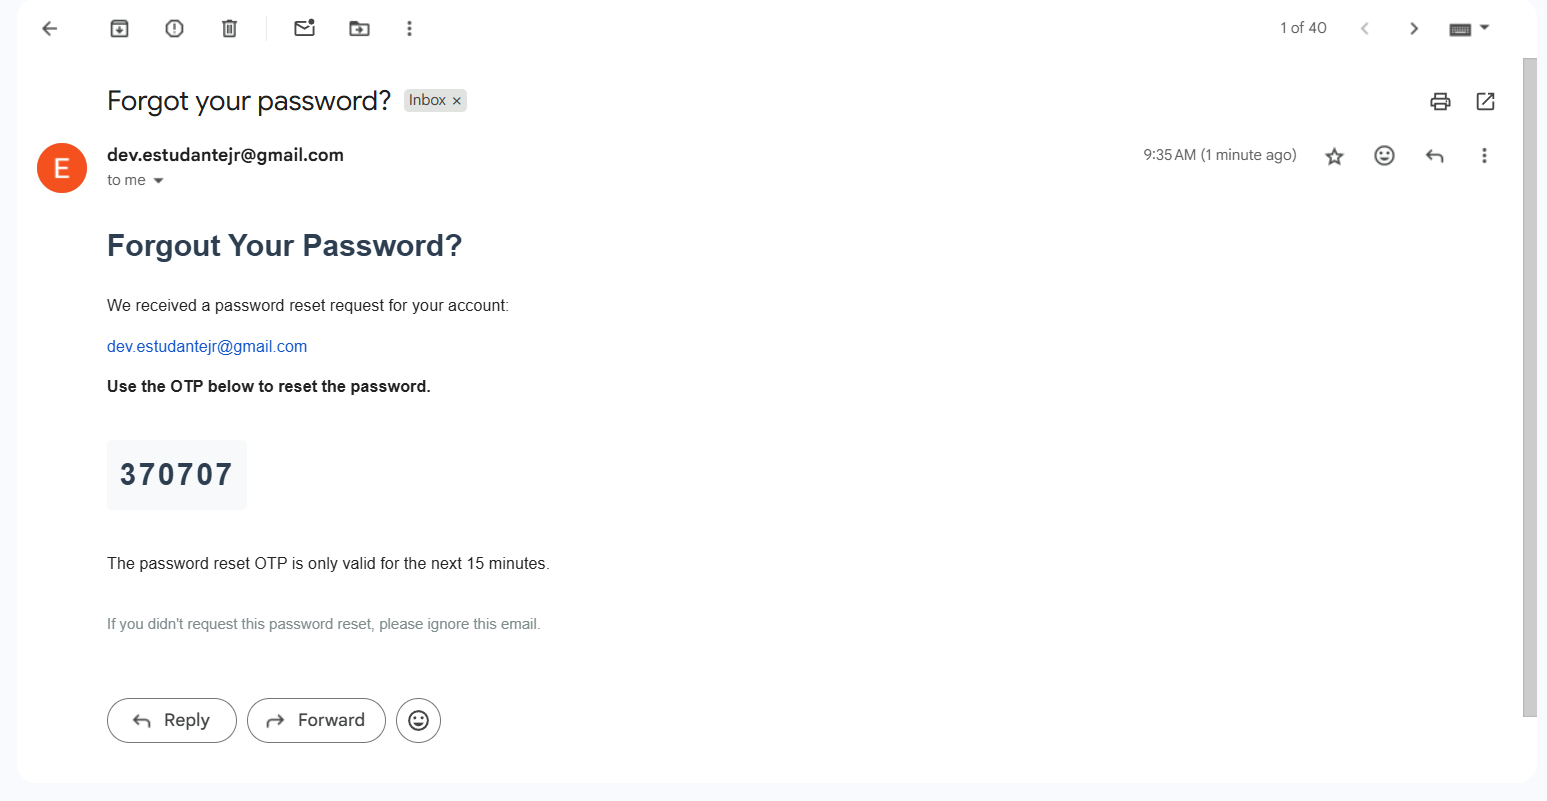 1 of 40
Forgot your password?
Inbox ×
E
dev.estudantejr@gmail.com
9:35 AM (1 minute ago)
to me
Forgout Your Password?
We received a password reset request for your account:
dev.estudantejr@gmail.com
Use the OTP below to reset the password.
370707
The password reset OTP is only valid for the next 15 minutes.
If you didn't request this password reset, please ignore this email.
Reply
Forward